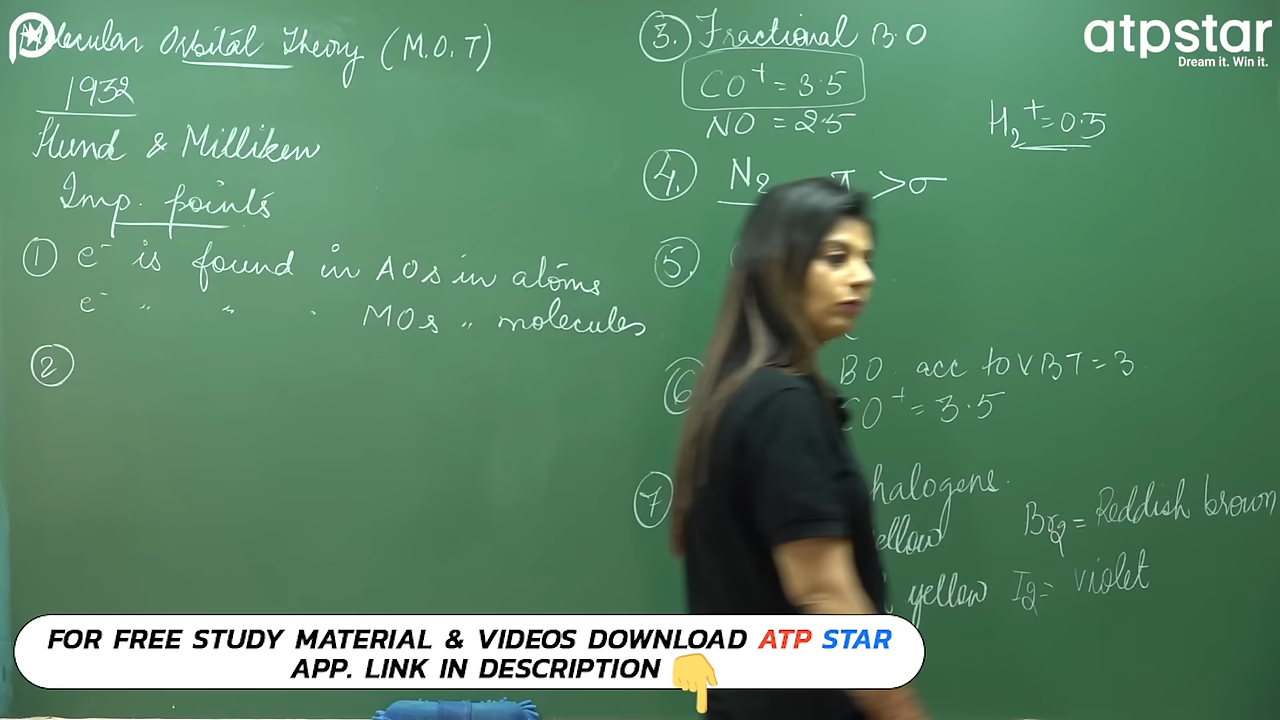 Molecular Orbital Theory (M.O.T)
1932
Hund & Milliken
Imp. points
① e⁻ is found in AOs in atoms
e⁻ " " " MOs " molecules
②
③. Fractional B.O
CO⁺ = 3.5
NO = 2.5
H₂⁺ = 0.5
④. N₂ π > σ
⑤.
⑥ BO. acc to VBT = 3
CO⁺ = 3.5
⑦ halogens.
ellow Br₂ = Reddish brown
yellow I₂ = violet
atpstar
Dream it. Win it.
FOR FREE STUDY MATERIAL & VIDEOS DOWNLOAD ATP STAR
APP. LINK IN DESCRIPTION